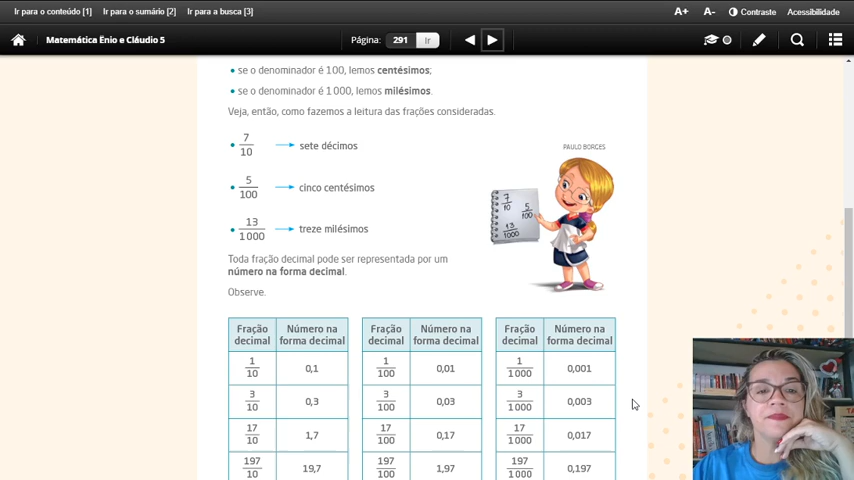 Ir para o conteúdo [1] Ir para o sumário [2] Ir para a busca [3] A+ A- Contraste Acessibilidade
Matemática Ênio e Cláudio 5 Página: 291 Ir
• se o denominador é 100, lemos centésimos;
• se o denominador é 1 000, lemos milésimos.
Veja, então, como fazemos a leitura das frações consideradas.
PAULO BORGES
• 7/10 → sete décimos
• 5/100 → cinco centésimos
• 13/1 000 → treze milésimos
7/10
5/100
13/1000
Toda fração decimal pode ser representada por um
número na forma decimal.
Observe.
Fração decimal Número na forma decimal Fração decimal Número na forma decimal Fração decimal Número na forma decimal
1/10 0,1 1/100 0,01 1/1 000 0,001
3/10 0,3 3/100 0,03 3/1 000 0,003
17/10 1,7 17/100 0,17 17/1 000 0,017
197/10 19,7 197/100 1,97 197/1 000 0,197